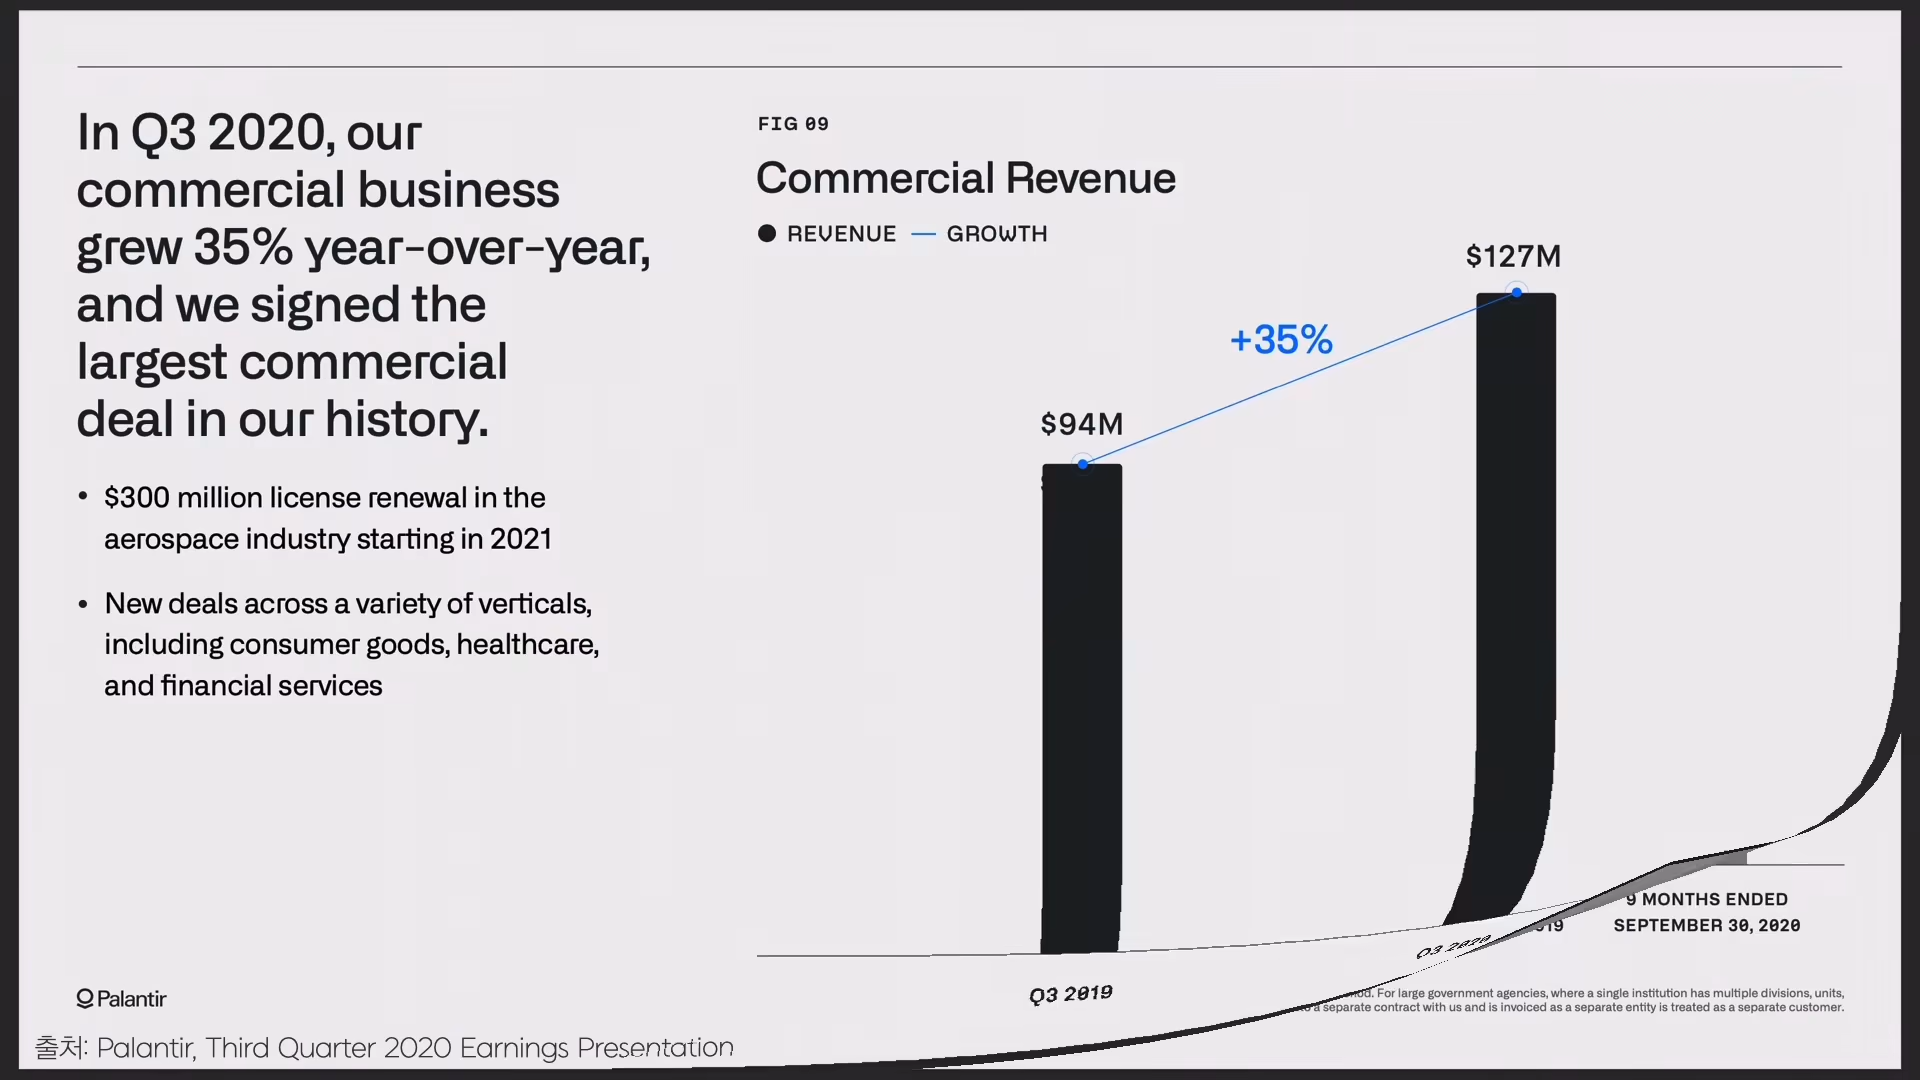 In Q3 2020, our
commercial business
grew 35% year-over-year,
and we signed the
largest commercial
deal in our history.
• $300 million license renewal in the
aerospace industry starting in 2021
• New deals across a variety of verticals,
including consumer goods, healthcare,
and financial services
FIG 09
Commercial Revenue
REVENUE GROWTH
$127M
+35%
$94M
Q3 2019
Q3 2020
9 MONTHS ENDED
SEPTEMBER 30, 2020
For large government agencies, where a single institution has multiple divisions, units,
a separate contract with us and is invoiced as a separate entity is treated as a separate customer.
Palantir
출처: Palantir, Third Quarter 2020 Earnings Presentation